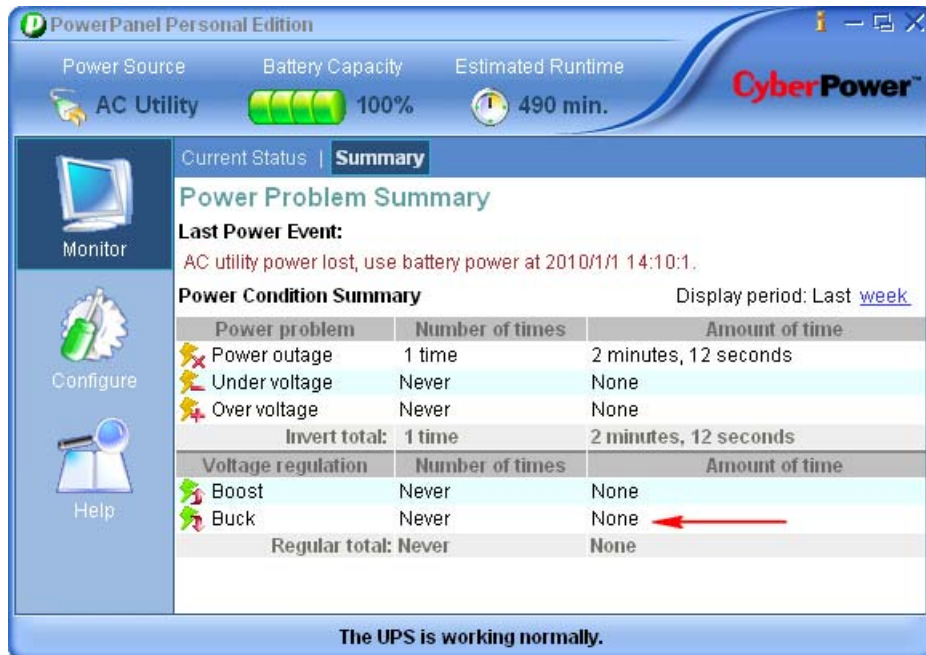 PowerPanel Personal Edition
Power Source Battery Capacity Estimated Runtime
AC Utility 100% 490 min.
CyberPower™
Current Status | Summary
Monitor
Configure
Help
Power Problem Summary
Last Power Event:
AC utility power lost, use battery power at 2010/1/1 14:10:1.
Power Condition Summary Display period: Last week
Power problem Number of times Amount of time
Power outage 1 time 2 minutes, 12 seconds
Under voltage Never None
Over voltage Never None
Invert total: 1 time 2 minutes, 12 seconds
Voltage regulation Number of times Amount of time
Boost Never None
Buck Never None
Regular total: Never None
The UPS is working normally.